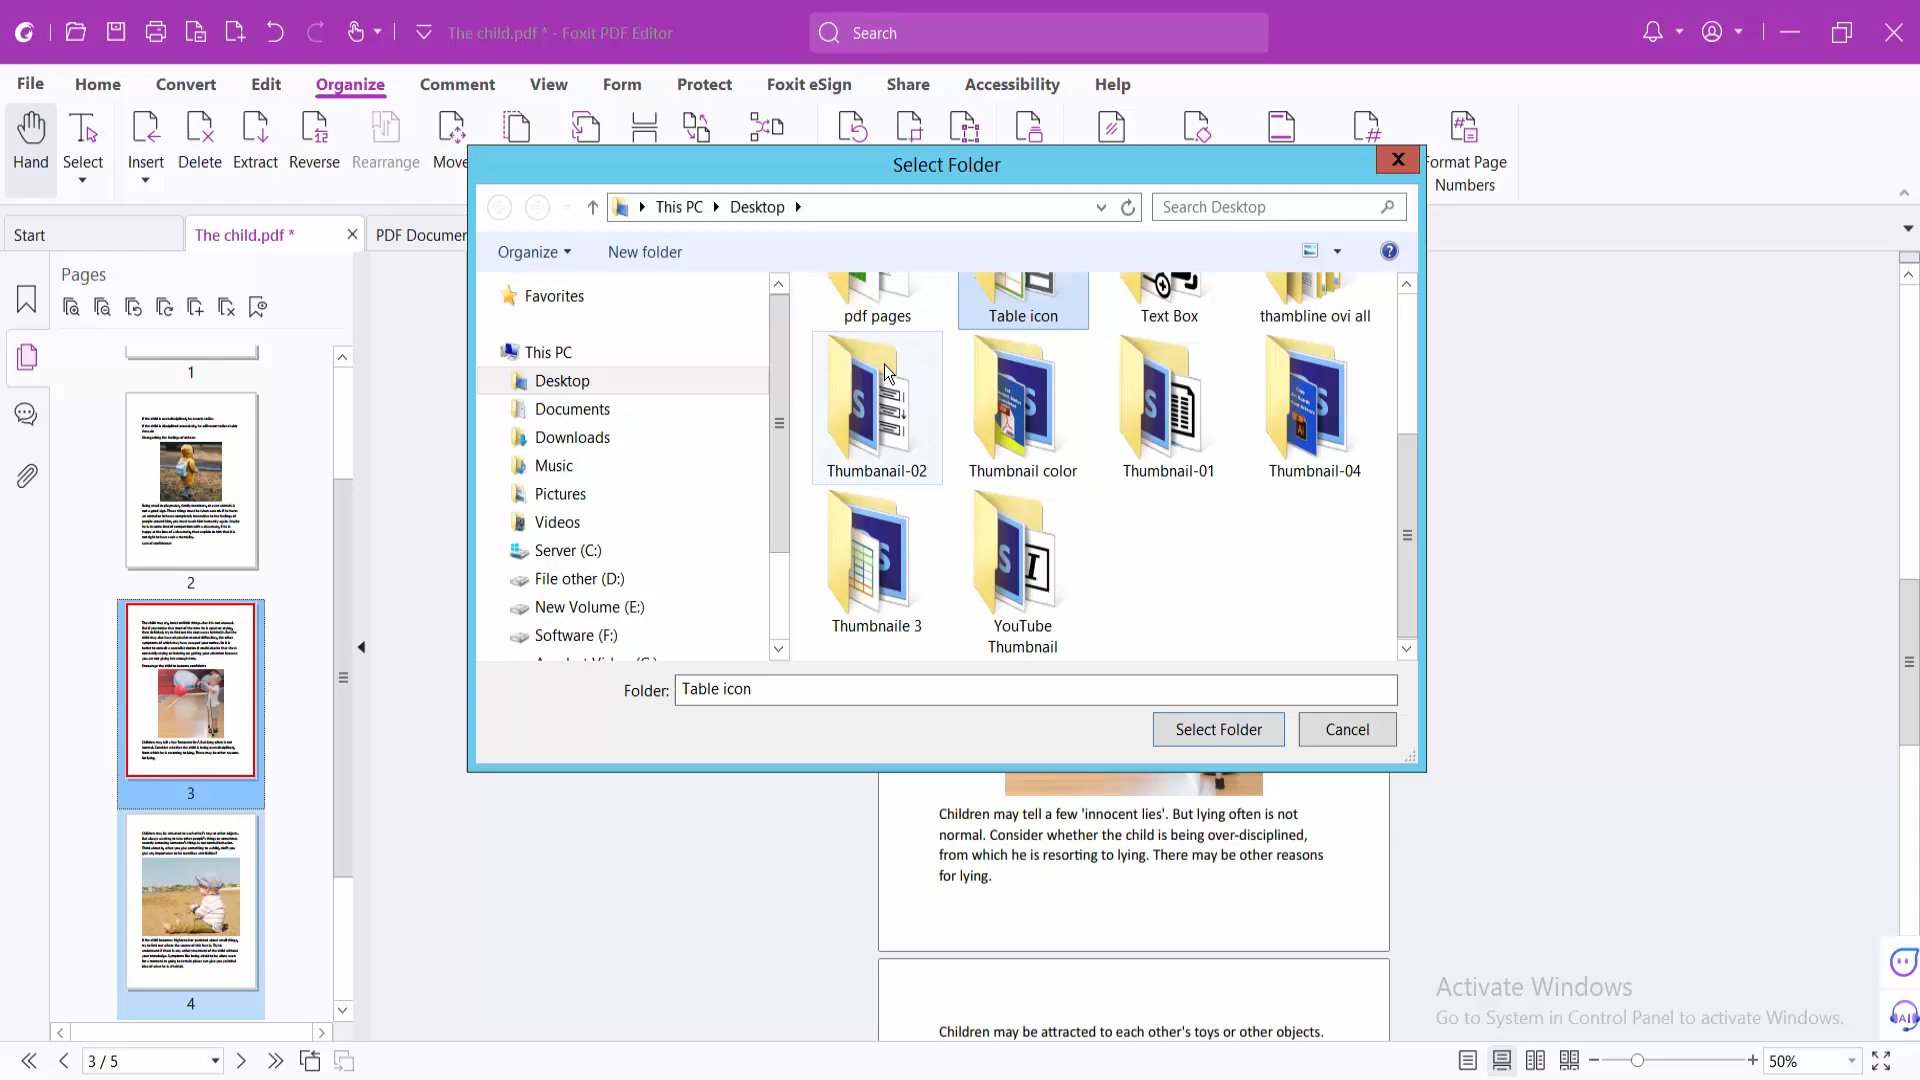 The child.pdf * - Foxit PDF Editor
Search
File
Home
Convert
Edit
Organize
Comment
View
Form
Protect
Foxit eSign
Share
Accessibility
Help
Hand
Select
Insert
Delete
Extract
Reverse
Rearrange
Move
Format Page
Numbers
Start
The child.pdf *
PDF Documen
Pages
1
2
3
4
Select Folder
This PC
Desktop
Search Desktop
Organize
New folder
Favorites
This PC
Desktop
Documents
Downloads
Music
Pictures
Videos
Server (C:)
File other (D:)
New Volume (E:)
Software (F:)
pdf pages
Table icon
Text Box
thambline ovi all
Thumbanail-02
Thumbnail color
Thumbnail-01
Thumbnail-04
Thumbnaile 3
YouTube
Thumbnail
Folder:
Table icon
Select Folder
Cancel
Children may tell a few 'innocent lies'. But lying often is not
normal. Consider whether the child is being over-disciplined,
from which he is resorting to lying. There may be other reasons
for lying.
Children may be attracted to each other's toys or other objects.
Activate Windows
Go to System in Control Panel to activate Windows.
3 / 5
50%